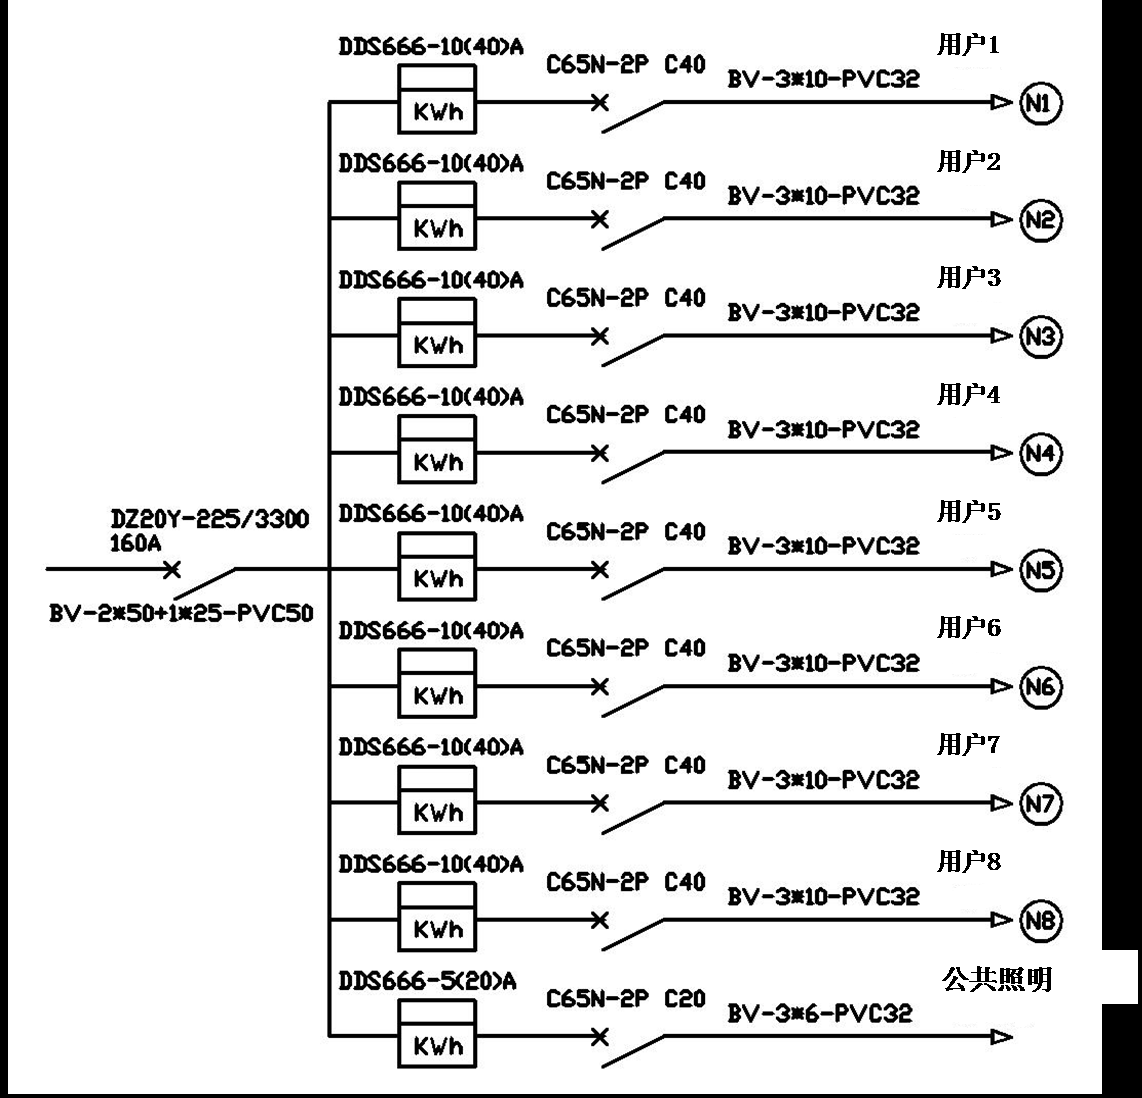 DDS666-10(40)A
C65N-2P C40
BV-3*10-PVC32
用户1
KWh
N1
DDS666-10(40)A
C65N-2P C40
BV-3*10-PVC32
用户2
KWh
N2
DDS666-10(40)A
C65N-2P C40
BV-3*10-PVC32
用户3
KWh
N3
DDS666-10(40)A
C65N-2P C40
BV-3*10-PVC32
用户4
KWh
N4
DZ20Y-225/3300
160A
BV-2*50+1*25-PVC50
DDS666-10(40)A
C65N-2P C40
BV-3*10-PVC32
用户5
KWh
N5
DDS666-10(40)A
C65N-2P C40
BV-3*10-PVC32
用户6
KWh
N6
DDS666-10(40)A
C65N-2P C40
BV-3*10-PVC32
用户7
KWh
N7
DDS666-10(40)A
C65N-2P C40
BV-3*10-PVC32
用户8
KWh
N8
DDS666-5(20)A
C65N-2P C20
BV-3*6-PVC32
公共照明
KWh